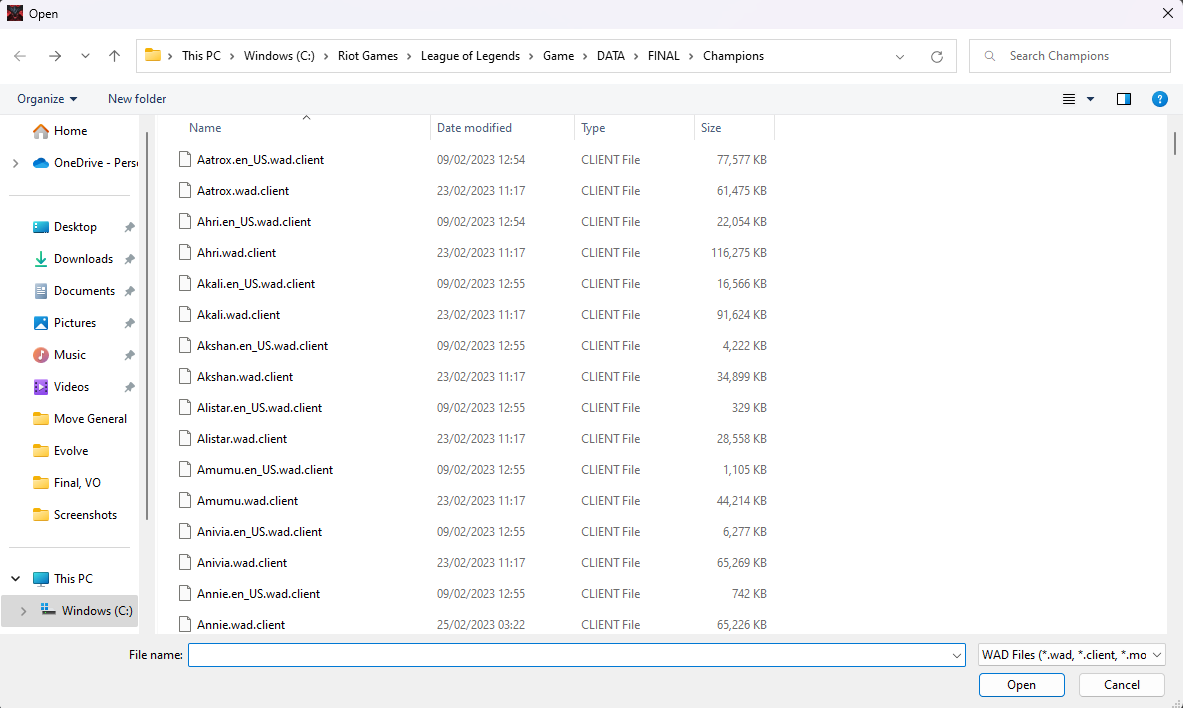 Open
This PC > Windows (C:) > Riot Games > League of Legends > Game > DATA > FINAL > Champions
Search Champions
Organize New folder
Home
OneDrive - Perso
Desktop
Downloads
Documents
Pictures
Music
Videos
Move General
Evolve
Final, VO
Screenshots
This PC
Windows (C:)
Name Date modified Type Size
Aatrox.en_US.wad.client 09/02/2023 12:54 CLIENT File 77,577 KB
Aatrox.wad.client 23/02/2023 11:17 CLIENT File 61,475 KB
Ahri.en_US.wad.client 09/02/2023 12:54 CLIENT File 22,054 KB
Ahri.wad.client 23/02/2023 11:17 CLIENT File 116,275 KB
Akali.en_US.wad.client 09/02/2023 12:55 CLIENT File 16,566 KB
Akali.wad.client 23/02/2023 11:17 CLIENT File 91,624 KB
Akshan.en_US.wad.client 09/02/2023 12:55 CLIENT File 4,222 KB
Akshan.wad.client 23/02/2023 11:17 CLIENT File 34,899 KB
Alistar.en_US.wad.client 09/02/2023 12:55 CLIENT File 329 KB
Alistar.wad.client 23/02/2023 11:17 CLIENT File 28,558 KB
Amumu.en_US.wad.client 09/02/2023 12:55 CLIENT File 1,105 KB
Amumu.wad.client 23/02/2023 11:17 CLIENT File 44,214 KB
Anivia.en_US.wad.client 09/02/2023 12:55 CLIENT File 6,277 KB
Anivia.wad.client 23/02/2023 11:17 CLIENT File 65,269 KB
Annie.en_US.wad.client 09/02/2023 12:55 CLIENT File 742 KB
Annie.wad.client 25/02/2023 03:22 CLIENT File 65,226 KB
File name: WAD Files (*.wad, *.client, *.mo
Open Cancel